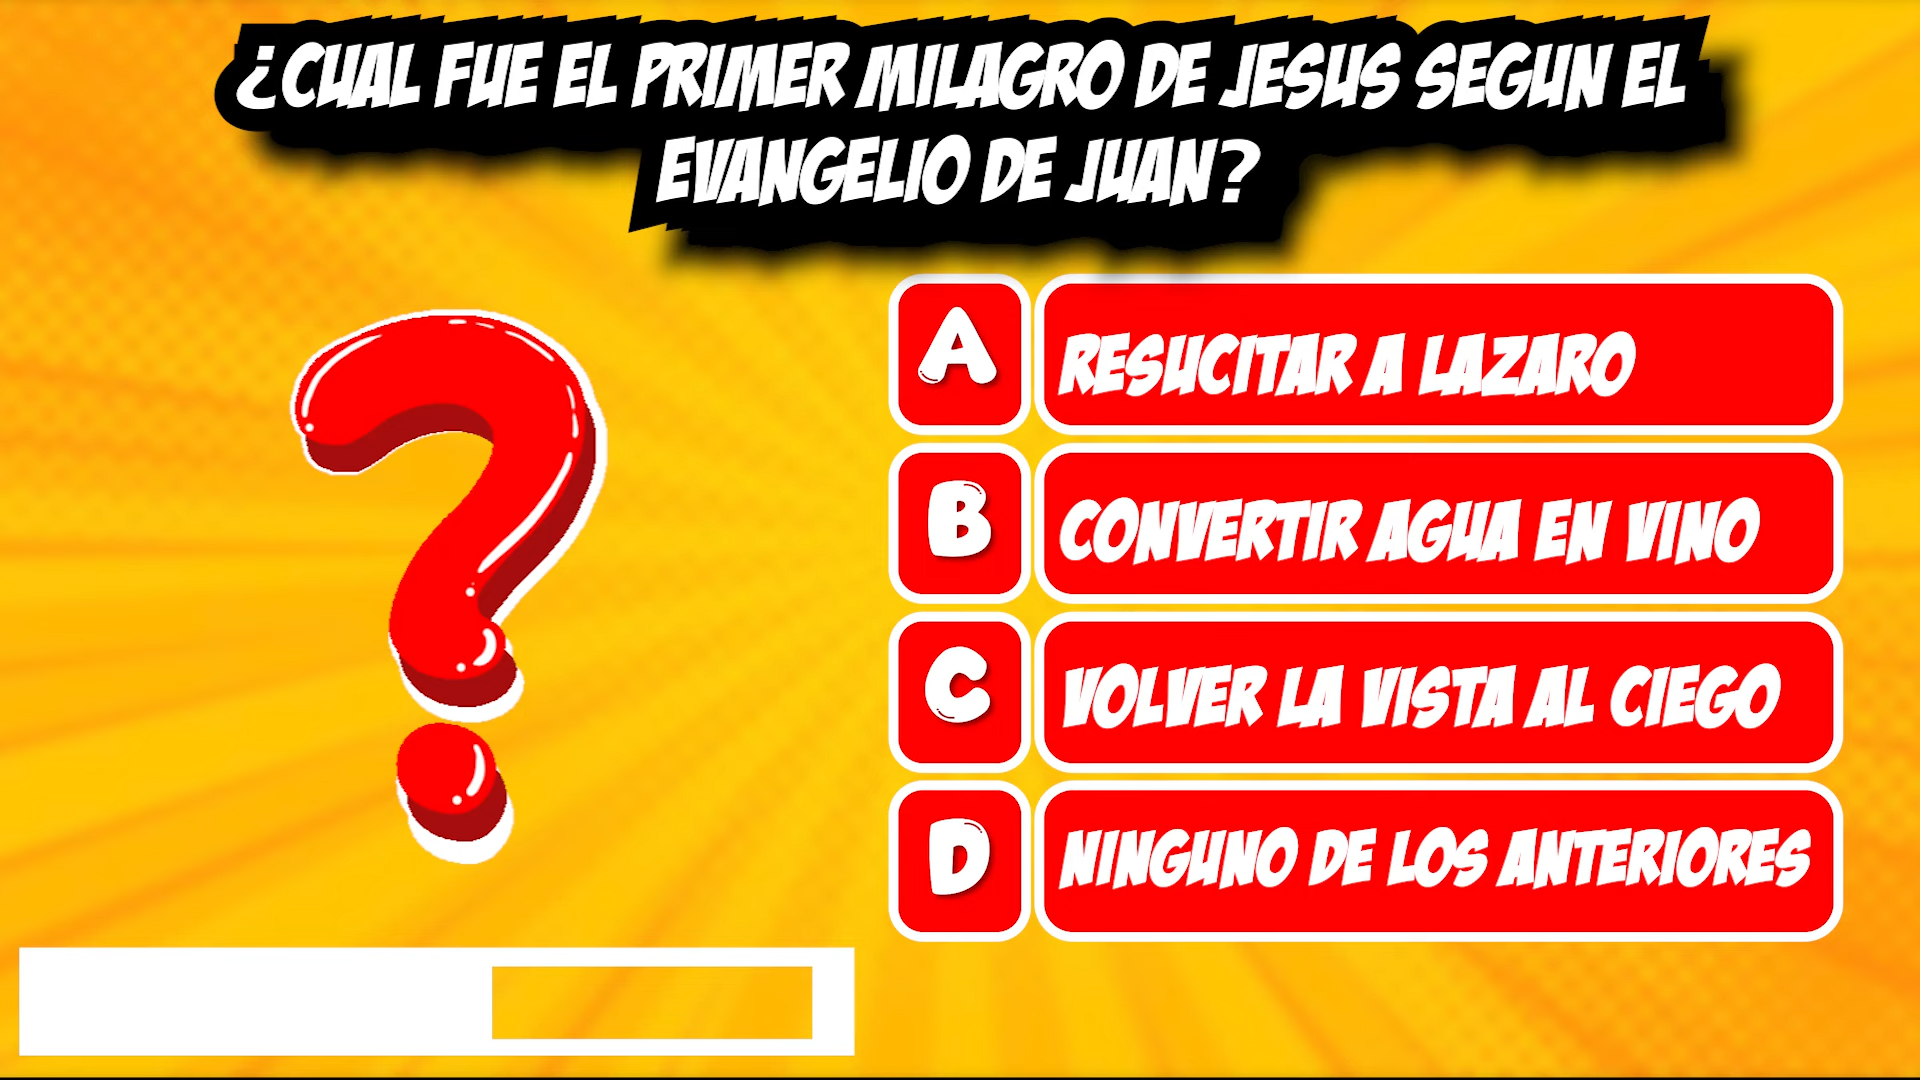 ¿CUAL FUE EL PRIMER MILAGRO DE JESUS SEGUN EL
EVANGELIO DE JUAN?
A RESUCITAR A LAZARO
B CONVERTIR AGUA EN VINO
C VOLVER LA VISTA AL CIEGO
D NINGUNO DE LOS ANTERIORES